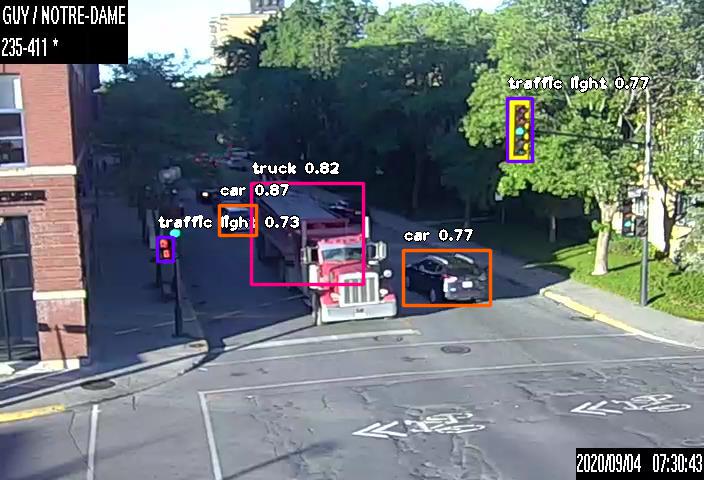 GUY / NOTRE-DAME
235-411 *
traffic light 0.77
truck 0.82
car 0.87
traffic light 0.73
car 0.77
2020/09/04 07:30:43